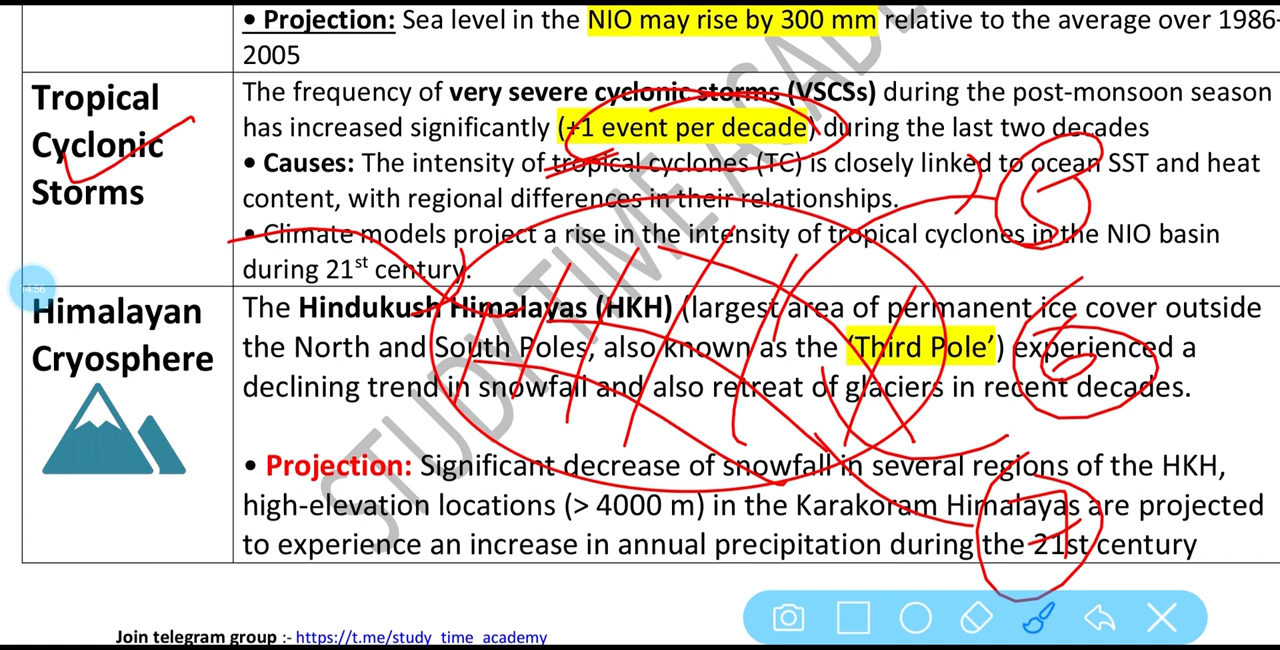 • Projection: Sea level in the NIO may rise by 300 mm relative to the average over 1986-
2005
Tropical
Cyclonic
Storms
The frequency of very severe cyclonic storms (VSCSs) during the post-monsoon season
has increased significantly (+1 event per decade) during the last two decades
• Causes: The intensity of tropical cyclones (TC) is closely linked to ocean SST and heat
content, with regional differences in their relationships.
• Climate models project a rise in the intensity of tropical cyclones in the NIO basin
during 21st century.
14:56
Himalayan
Cryosphere
The Hindukush Himalayas (HKH) (largest area of permanent ice cover outside
the North and South Poles, also known as the ‘Third Pole’) experienced a
declining trend in snowfall and also retreat of glaciers in recent decades.
• Projection: Significant decrease of snowfall in several regions of the HKH,
high-elevation locations (> 4000 m) in the Karakoram Himalayas are projected
to experience an increase in annual precipitation during the 21st century
STUDY TIME ACADE
5
6
7
Join telegram group :- https://t.me/study_time_academy